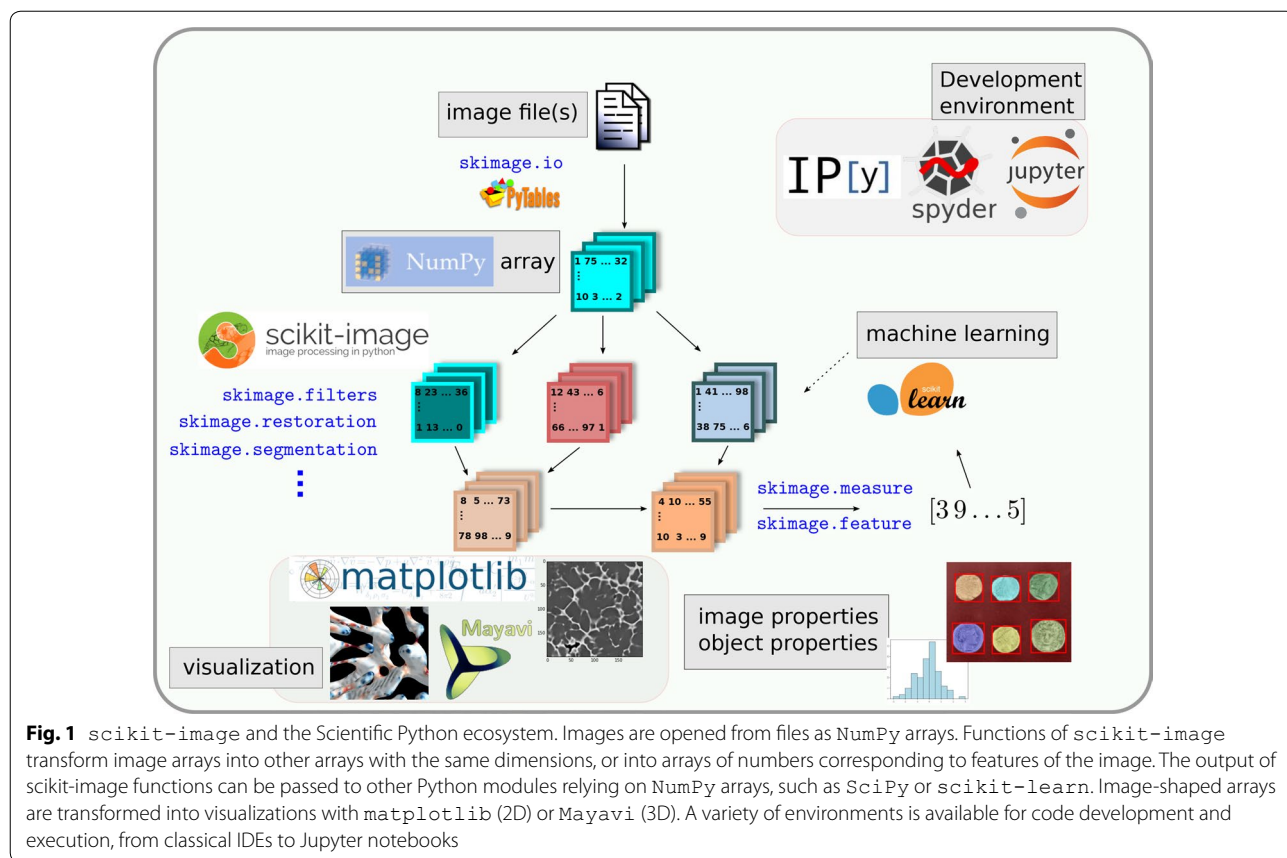 Development
environment
image file(s)
skimage.io
PyTables
IP[y]
spyder
jupyter
NumPy array
1 75 ... 32
⋮
10 3 ... 2
scikit-image
image processing in python
machine learning
scikit
learn
skimage.filters
skimage.restoration
skimage.segmentation
⋮
8 23 ... 36
⋮
1 13 ... 0
12 43 ... 6
⋮
66 ... 97 1
1 41 ... 98
⋮
38 75 ... 6
8 5 ... 73
⋮
78 98 ... 9
4 10 ... 55
⋮
10 3 ... 9
skimage.measure
skimage.feature
[3 9 ... 5]
matplotlib
Mayavi
visualization
0
50
100
150
0 50 100 150
image properties
object properties
Fig. 1 scikit-image and the Scientific Python ecosystem. Images are opened from files as NumPy arrays. Functions of scikit-image
transform image arrays into other arrays with the same dimensions, or into arrays of numbers corresponding to features of the image. The output of
scikit-image functions can be passed to other Python modules relying on NumPy arrays, such as SciPy or scikit-learn. Image-shaped arrays
are transformed into visualizations with matplotlib (2D) or Mayavi (3D). A variety of environments is available for code development and
execution, from classical IDEs to Jupyter notebooks